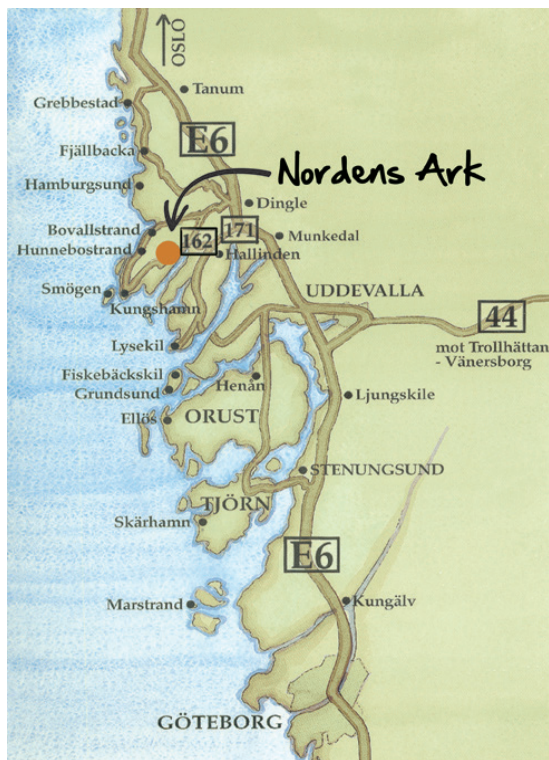 OSLO
Tanum
Grebbestad
E6
Fjällbacka
Nordens Ark
Hamburgsund
Dingle
Bovallstrand
171
Munkedal
Hunnebostrand
162
Hallinden
Smögen
UDDEVALLA
Kungshamn
44
Lysekil
mot Trollhättan
- Vänersborg
Fiskebäckskil
Henån
Grundsund
Ljungskile
Ellös
ORUST
STENUNGSUND
TJÖRN
Skärhamn
E6
Marstrand
Kungälv
GÖTEBORG